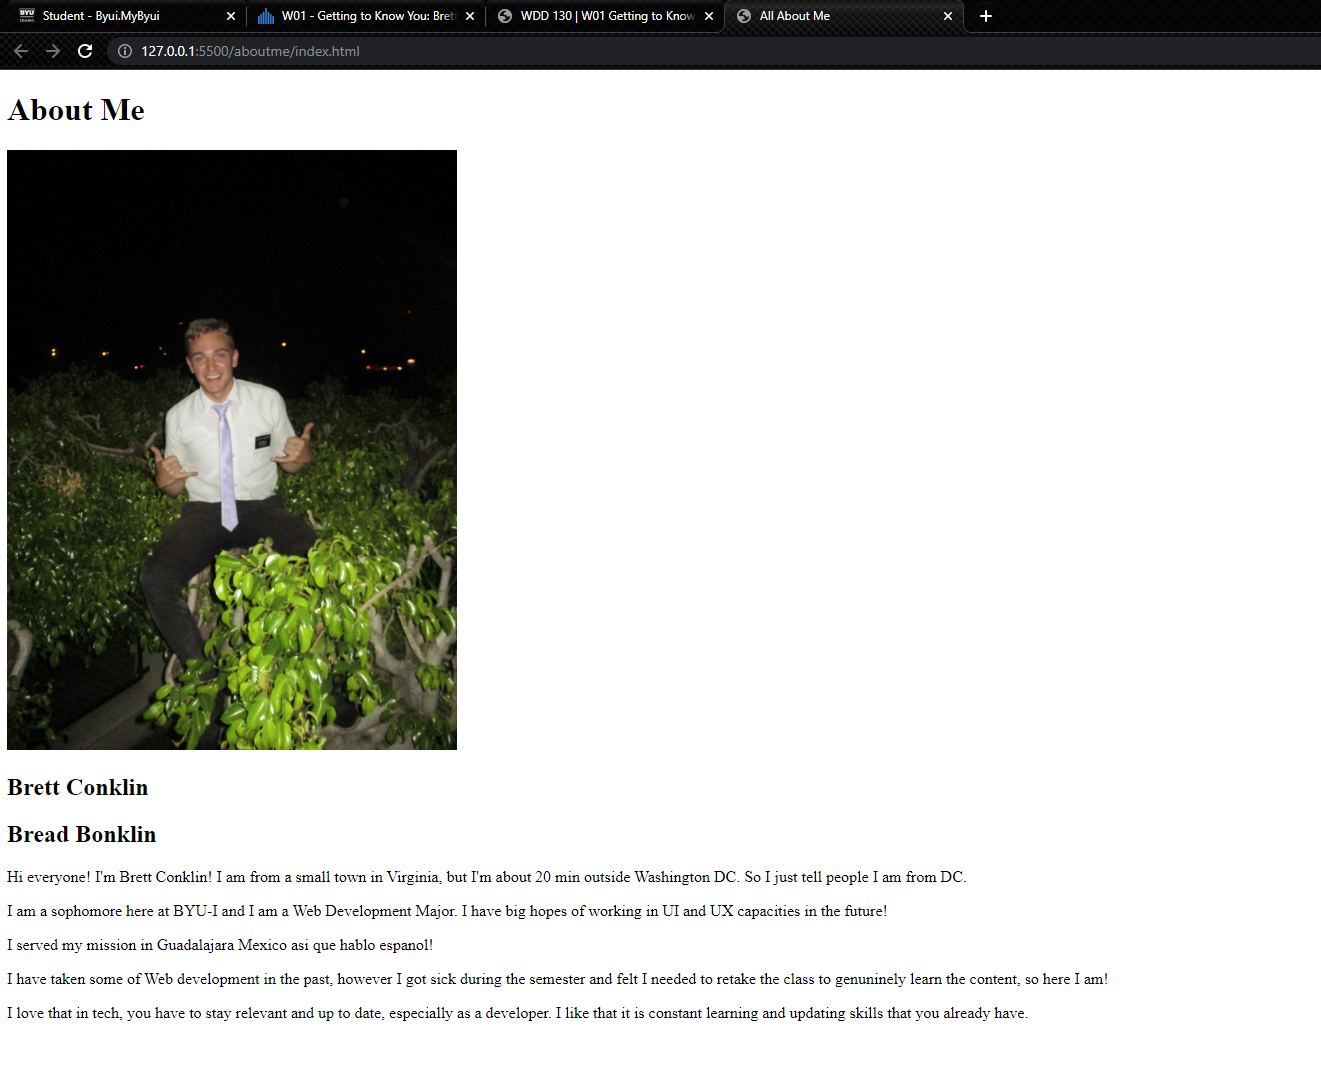 BYU
IDAHO
Student - Byui.MyByui
W01 - Getting to Know You: Bret
WDD 130 | W01 Getting to Know
All About Me
127.0.0.1:5500/aboutme/index.html
About Me
Brett Conklin
Bread Bonklin
Hi everyone! I'm Brett Conklin! I am from a small town in Virginia, but I'm about 20 min outside Washington DC. So I just tell people I am from DC.
I am a sophomore here at BYU-I and I am a Web Development Major. I have big hopes of working in UI and UX capacities in the future!
I served my mission in Guadalajara Mexico asi que hablo espanol!
I have taken some of Web development in the past, however I got sick during the semester and felt I needed to retake the class to genuninely learn the content, so here I am!
I love that in tech, you have to stay relevant and up to date, especially as a developer. I like that it is constant learning and updating skills that you already have.